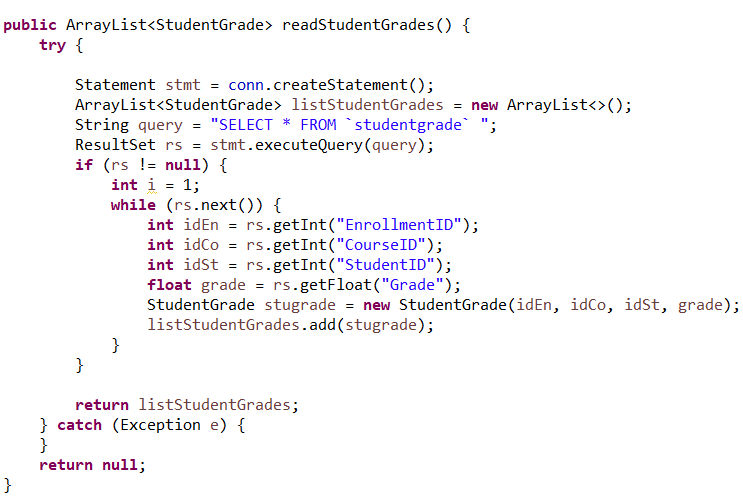 public ArrayList<StudentGrade> readStudentGrades() {
    try {

        Statement stmt = conn.createStatement();
        ArrayList<StudentGrade> listStudentGrades = new ArrayList<>();
        String query = "SELECT * FROM `studentgrade` ";
        ResultSet rs = stmt.executeQuery(query);
        if (rs != null) {
            int i = 1;
            while (rs.next()) {
                int idEn = rs.getInt("EnrollmentID");
                int idCo = rs.getInt("CourseID");
                int idSt = rs.getInt("StudentID");
                float grade = rs.getFloat("Grade");
                StudentGrade stugrade = new StudentGrade(idEn, idCo, idSt, grade);
                listStudentGrades.add(stugrade);
            }
        }

        return listStudentGrades;
    } catch (Exception e) {
    }
    return null;
}